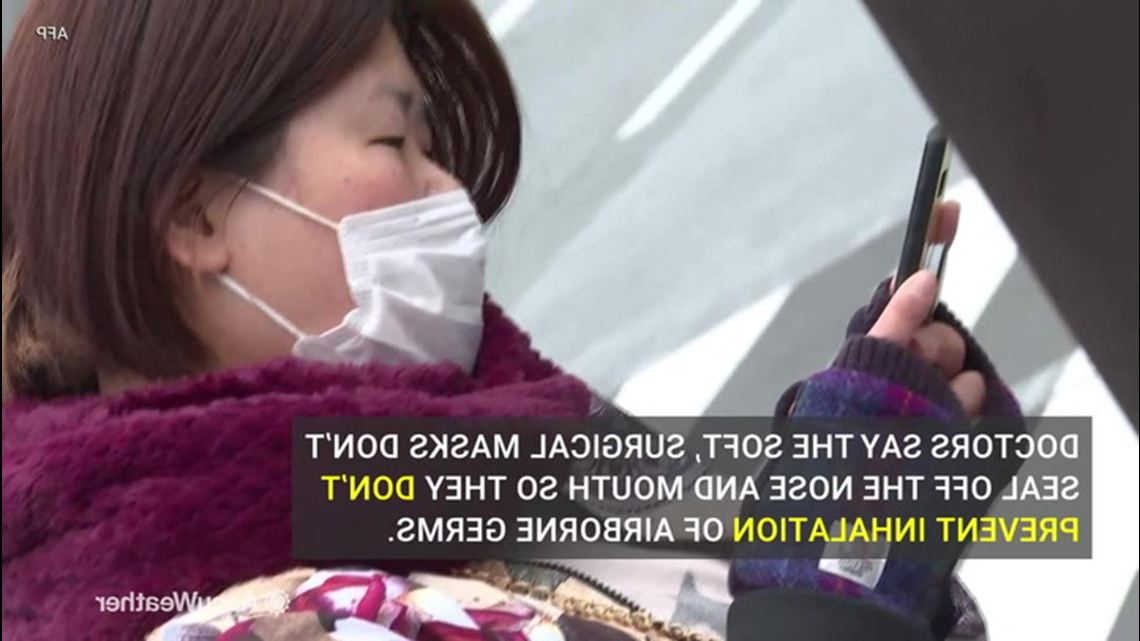 AFP
DOCTORS SAY THE SOFT, SURGICAL MASKS DON'T
SEAL OFF THE NOSE AND MOUTH SO THEY DON'T
PREVENT INHALATION OF AIRBORNE GERMS.
AccuWeather